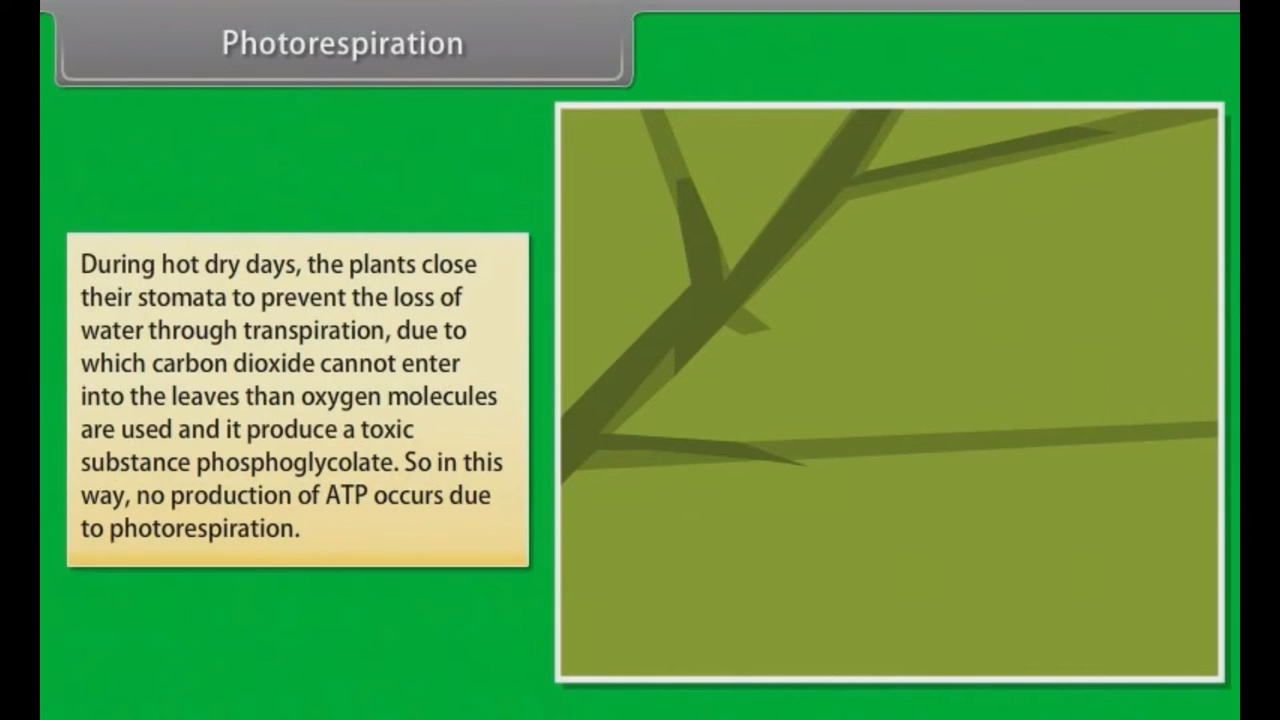 Photorespiration
During hot dry days, the plants close
their stomata to prevent the loss of
water through transpiration, due to
which carbon dioxide cannot enter
into the leaves than oxygen molecules
are used and it produce a toxic
substance phosphoglycolate. So in this
way, no production of ATP occurs due
to photorespiration.